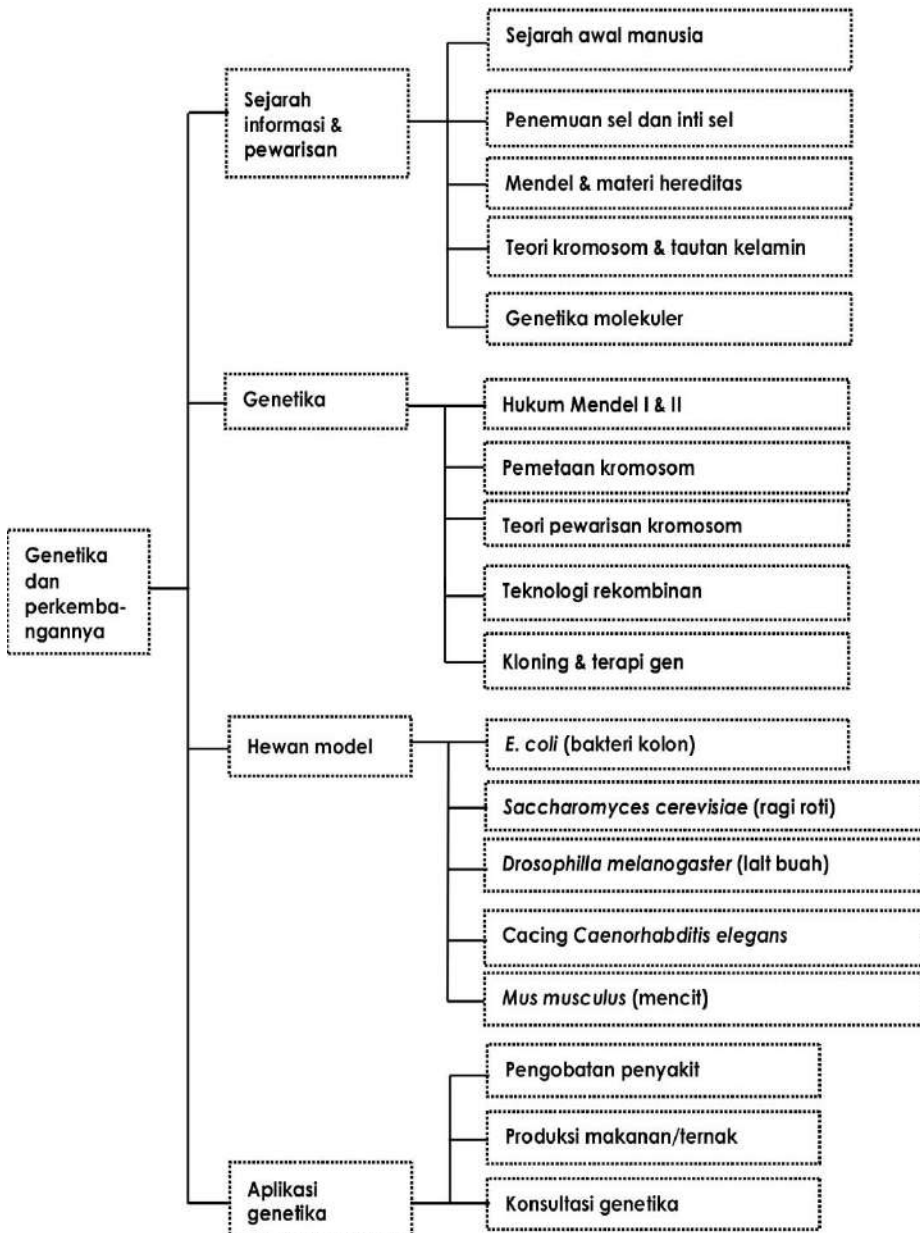 Sejarah awal manusia
Sejarah
informasi &
pewarisan
Penemuan sel dan inti sel
Mendel & materi hereditas
Teori kromosom & tautan kelamin
Genetika molekuler
Genetika
Hukum Mendel I & II
Pemetaan kromosom
Teori pewarisan kromosom
Genetika
dan
perkemba-
ngannya
Teknologi rekombinan
Kloning & terapi gen
Hewan model
E. coli (bakteri kolon)
Saccharomyces cerevisiae (ragi roti)
Drosophilla melanogaster (lalt buah)
Cacing Caenorhabditis elegans
Mus musculus (mencit)
Pengobatan penyakit
Produksi makanan/ternak
Aplikasi
genetika
Konsultasi genetika